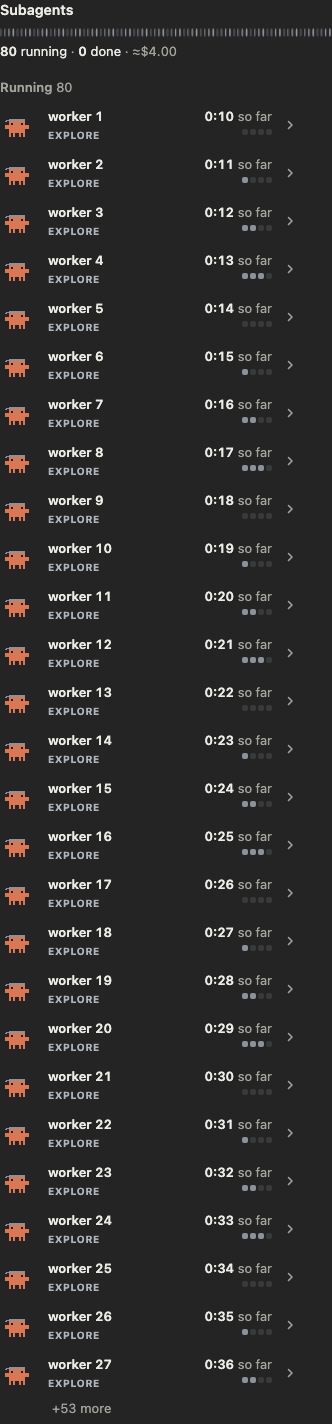 Subagents
80 running · 0 done · ≈$4.00
Running 80
worker 1 0:10 so far
EXPLORE
worker 2 0:11 so far
EXPLORE
worker 3 0:12 so far
EXPLORE
worker 4 0:13 so far
EXPLORE
worker 5 0:14 so far
EXPLORE
worker 6 0:15 so far
EXPLORE
worker 7 0:16 so far
EXPLORE
worker 8 0:17 so far
EXPLORE
worker 9 0:18 so far
EXPLORE
worker 10 0:19 so far
EXPLORE
worker 11 0:20 so far
EXPLORE
worker 12 0:21 so far
EXPLORE
worker 13 0:22 so far
EXPLORE
worker 14 0:23 so far
EXPLORE
worker 15 0:24 so far
EXPLORE
worker 16 0:25 so far
EXPLORE
worker 17 0:26 so far
EXPLORE
worker 18 0:27 so far
EXPLORE
worker 19 0:28 so far
EXPLORE
worker 20 0:29 so far
EXPLORE
worker 21 0:30 so far
EXPLORE
worker 22 0:31 so far
EXPLORE
worker 23 0:32 so far
EXPLORE
worker 24 0:33 so far
EXPLORE
worker 25 0:34 so far
EXPLORE
worker 26 0:35 so far
EXPLORE
worker 27 0:36 so far
EXPLORE
+53 more